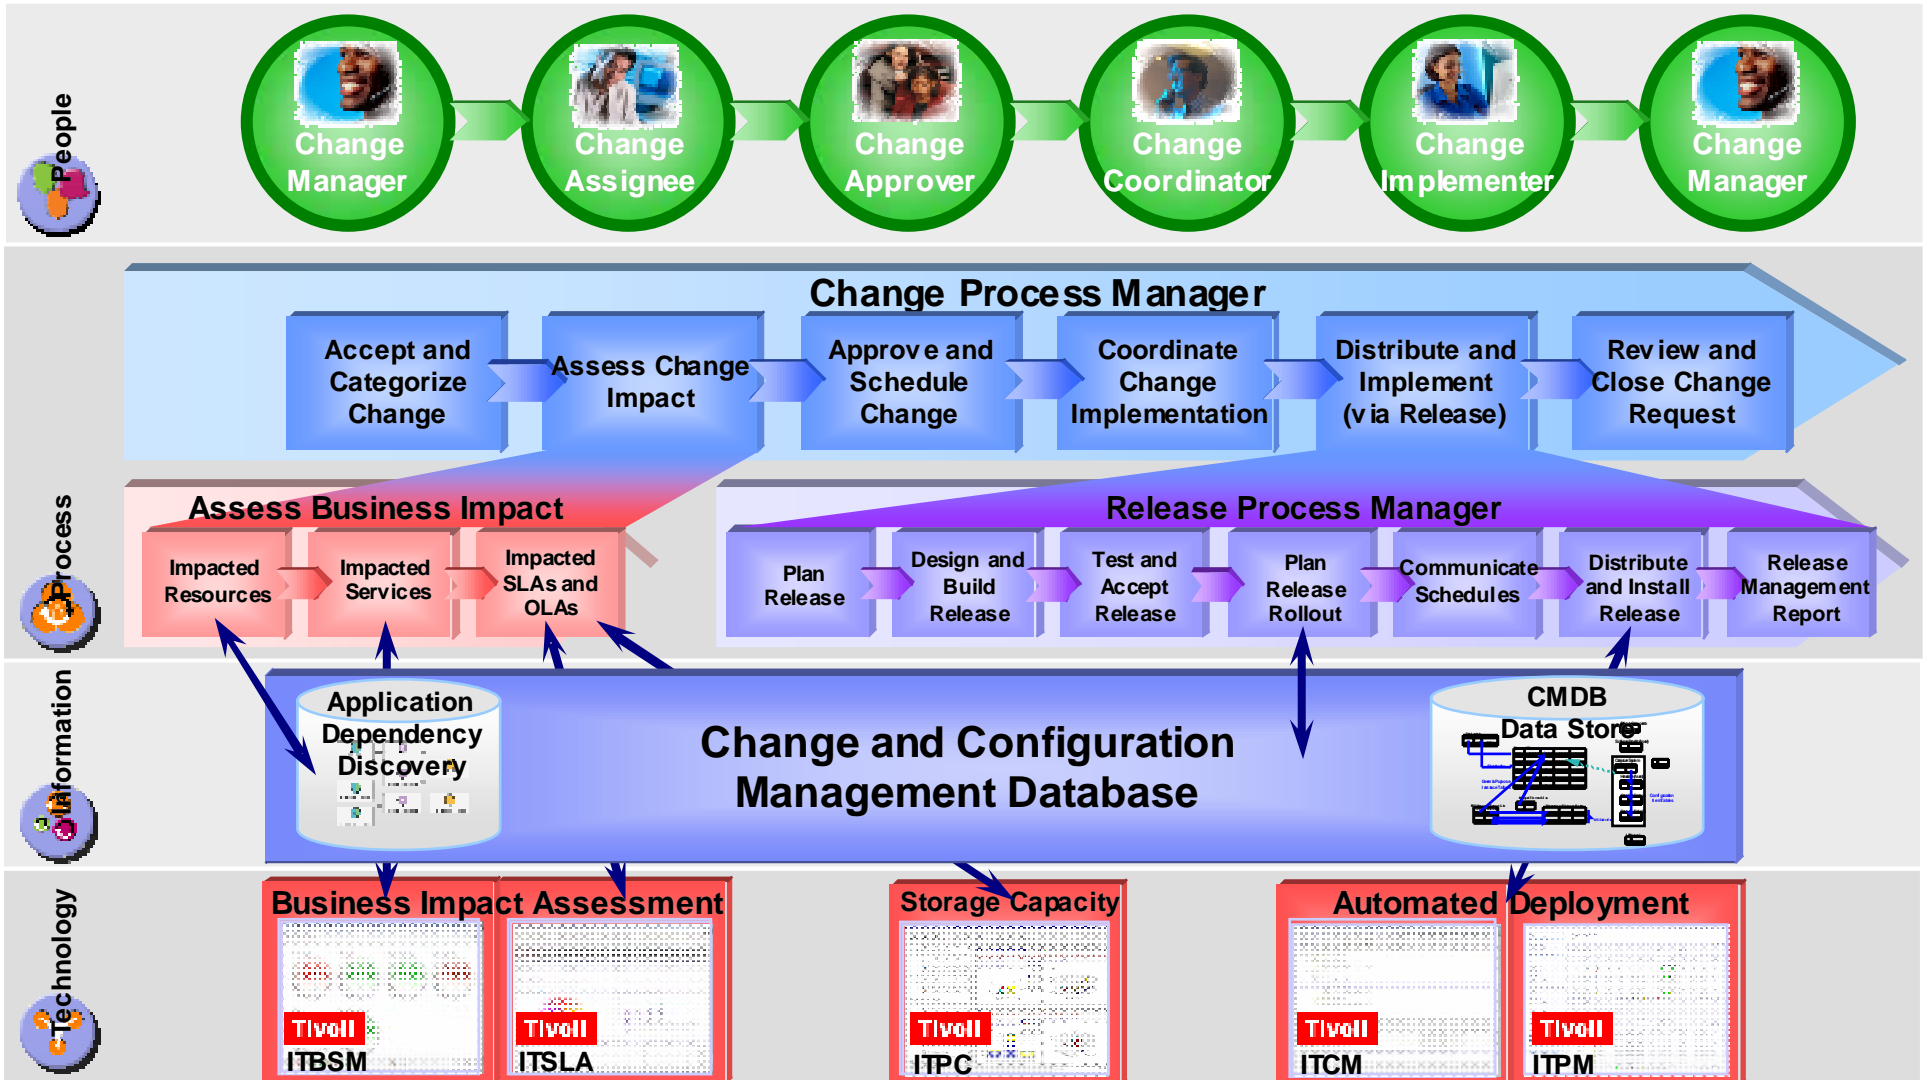 People
Change
Manager
Change
Assignee
Change
Approver
Change
Coordinator
Change
Implementer
Change
Manager
Process
Change Process Manager
Accept and
Categorize
Change
Assess Change
Impact
Approve and
Schedule
Change
Coordinate
Change
Implementation
Distribute and
Implement
(via Release)
Review and
Close Change
Request
Assess Business Impact
Impacted
Resources
Impacted
Services
Impacted
SLAs and
OLAs
Release Process Manager
Plan
Release
Design and
Build
Release
Test and
Accept
Release
Plan
Release
Rollout
Communicate
Schedules
Distribute
and Install
Release
Release
Management
Report
Information
Application
Dependency
Discovery
Change and Configuration
Management Database
CMDB
Data Store
Technology
Business Impact Assessment
Tivoli
ITBSM
Tivoli
ITSLA
Storage Capacity
Tivoli
ITPC
Automated Deployment
Tivoli
ITCM
Tivoli
ITPM